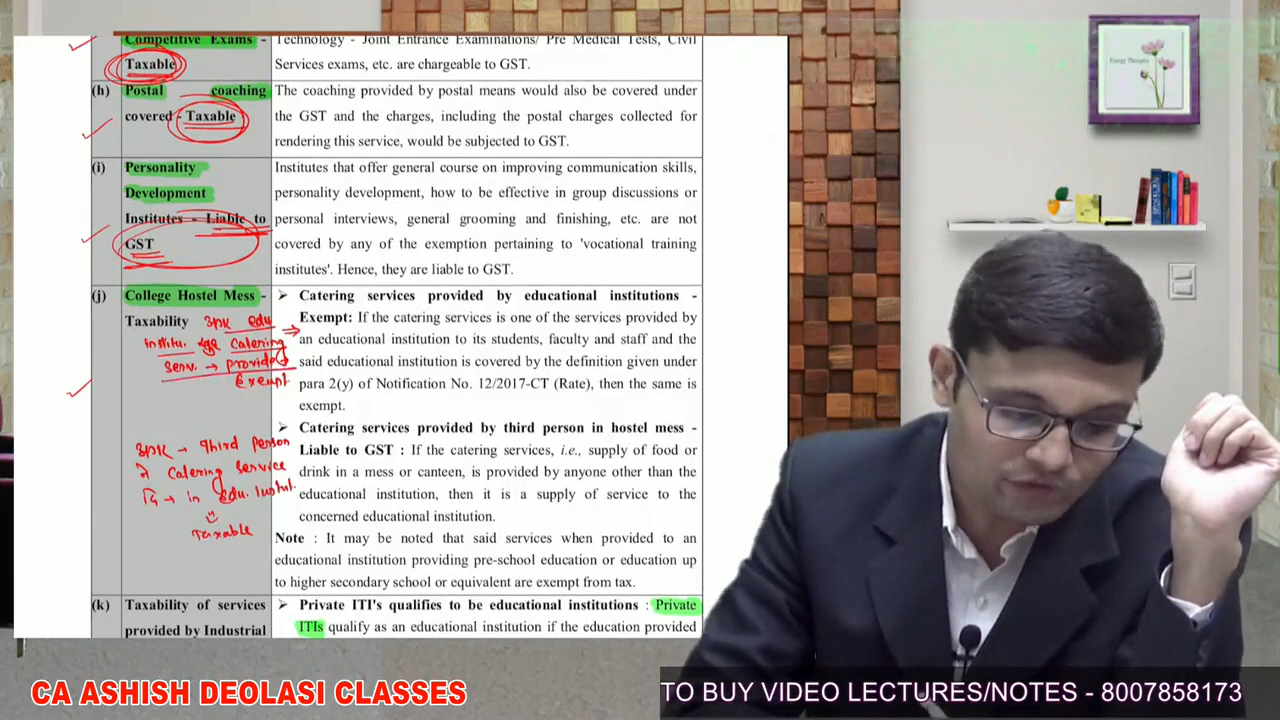 Competitive Exams - Technology - Joint Entrance Examinations/ Pre Medical Tests, Civil
Taxable Services exams, etc. are chargeable to GST.
(h) Postal coaching The coaching provided by postal means would also be covered under
covered - Taxable the GST and the charges, including the postal charges collected for
rendering this service, would be subjected to GST.
(i) Personality Institutes that offer general course on improving communication skills,
Development personality development, how to be effective in group discussions or
Institutes - Liable to personal interviews, general grooming and finishing, etc. are not
GST covered by any of the exemption pertaining to 'vocational training
institutes'. Hence, they are liable to GST.
(j) College Hostel Mess - ➢ Catering services provided by educational institutions -
Taxability edu Exempt: If the catering services is one of the services provided by
institu. Catering an educational institution to its students, faculty and staff and the
serv. → provided said educational institution is covered by the definition given under
Exempt para 2(y) of Notification No. 12/2017-CT (Rate), then the same is
exempt.
➢ Catering services provided by third person in hostel mess -
→ Third Person Liable to GST : If the catering services, i.e., supply of food or
Catering service drink in a mess or canteen, is provided by anyone other than the
→ in Edu. Instut. educational institution, then it is a supply of service to the
concerned educational institution.
Taxable Note : It may be noted that said services when provided to an
educational institution providing pre-school education or education up
to higher secondary school or equivalent are exempt from tax.
(k) Taxability of services ➢ Private ITI's qualifies to be educational institutions : Private
provided by Industrial ITIs qualify as an educational institution if the education provided
Energy Therapy
CA ASHISH DEOLASI CLASSES
TO BUY VIDEO LECTURES/NOTES - 8007858173